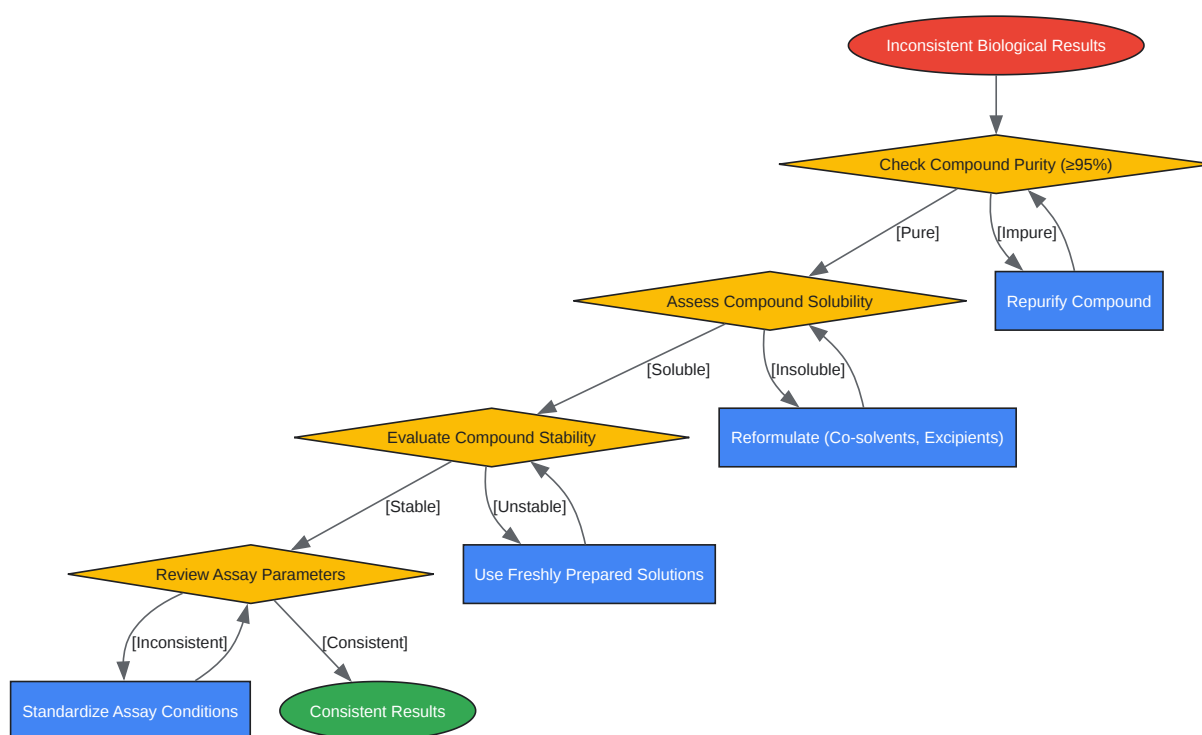 Inconsistent Biological Results
Check Compound Purity (≥95%)
[Pure]
[Impure]
Assess Compound Solubility
Repurify Compound
[Soluble]
[Insoluble]
Evaluate Compound Stability
Reformulate (Co-solvents, Excipients)
[Stable]
[Unstable]
Review Assay Parameters
Use Freshly Prepared Solutions
[Inconsistent]
[Consistent]
Standardize Assay Conditions
Consistent Results